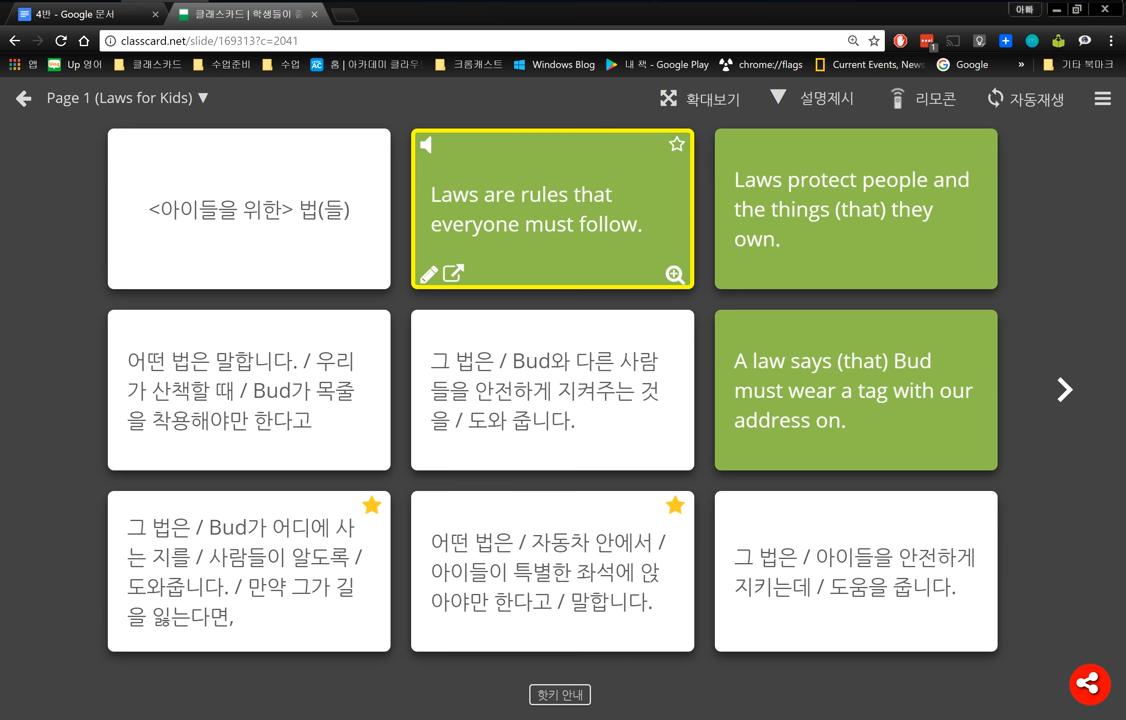 4반 - Google 문서
클래스카드 | 학생들이 좋
아빠
classcard.net/slide/169313?c=2041
1
앱
Up 영어
클래스카드
수업준비
수업
홈 | 아카데미 클라우
크롬캐스트
Windows Blog
내 책 - Google Play
chrome://flags
Current Events, News
Google
»
기타 북마크
Page 1 (Laws for Kids) ▼
확대보기
설명제시
리모콘
자동재생
<아이들을 위한> 법(들)
Laws are rules that
everyone must follow.
Laws protect people and
the things (that) they
own.
어떤 법은 말합니다. / 우리
가 산책할 때 / Bud가 목줄
을 착용해야만 한다고
그 법은 / Bud와 다른 사람
들을 안전하게 지켜주는 것
을 / 도와 줍니다.
A law says (that) Bud
must wear a tag with our
address on.
그 법은 / Bud가 어디에 사
는 지를 / 사람들이 알도록 /
도와줍니다. / 만약 그가 길
을 잃는다면,
어떤 법은 / 자동차 안에서 /
아이들이 특별한 좌석에 앉
아야만 한다고 / 말합니다.
그 법은 / 아이들을 안전하게
지키는데 / 도움을 줍니다.
핫키 안내